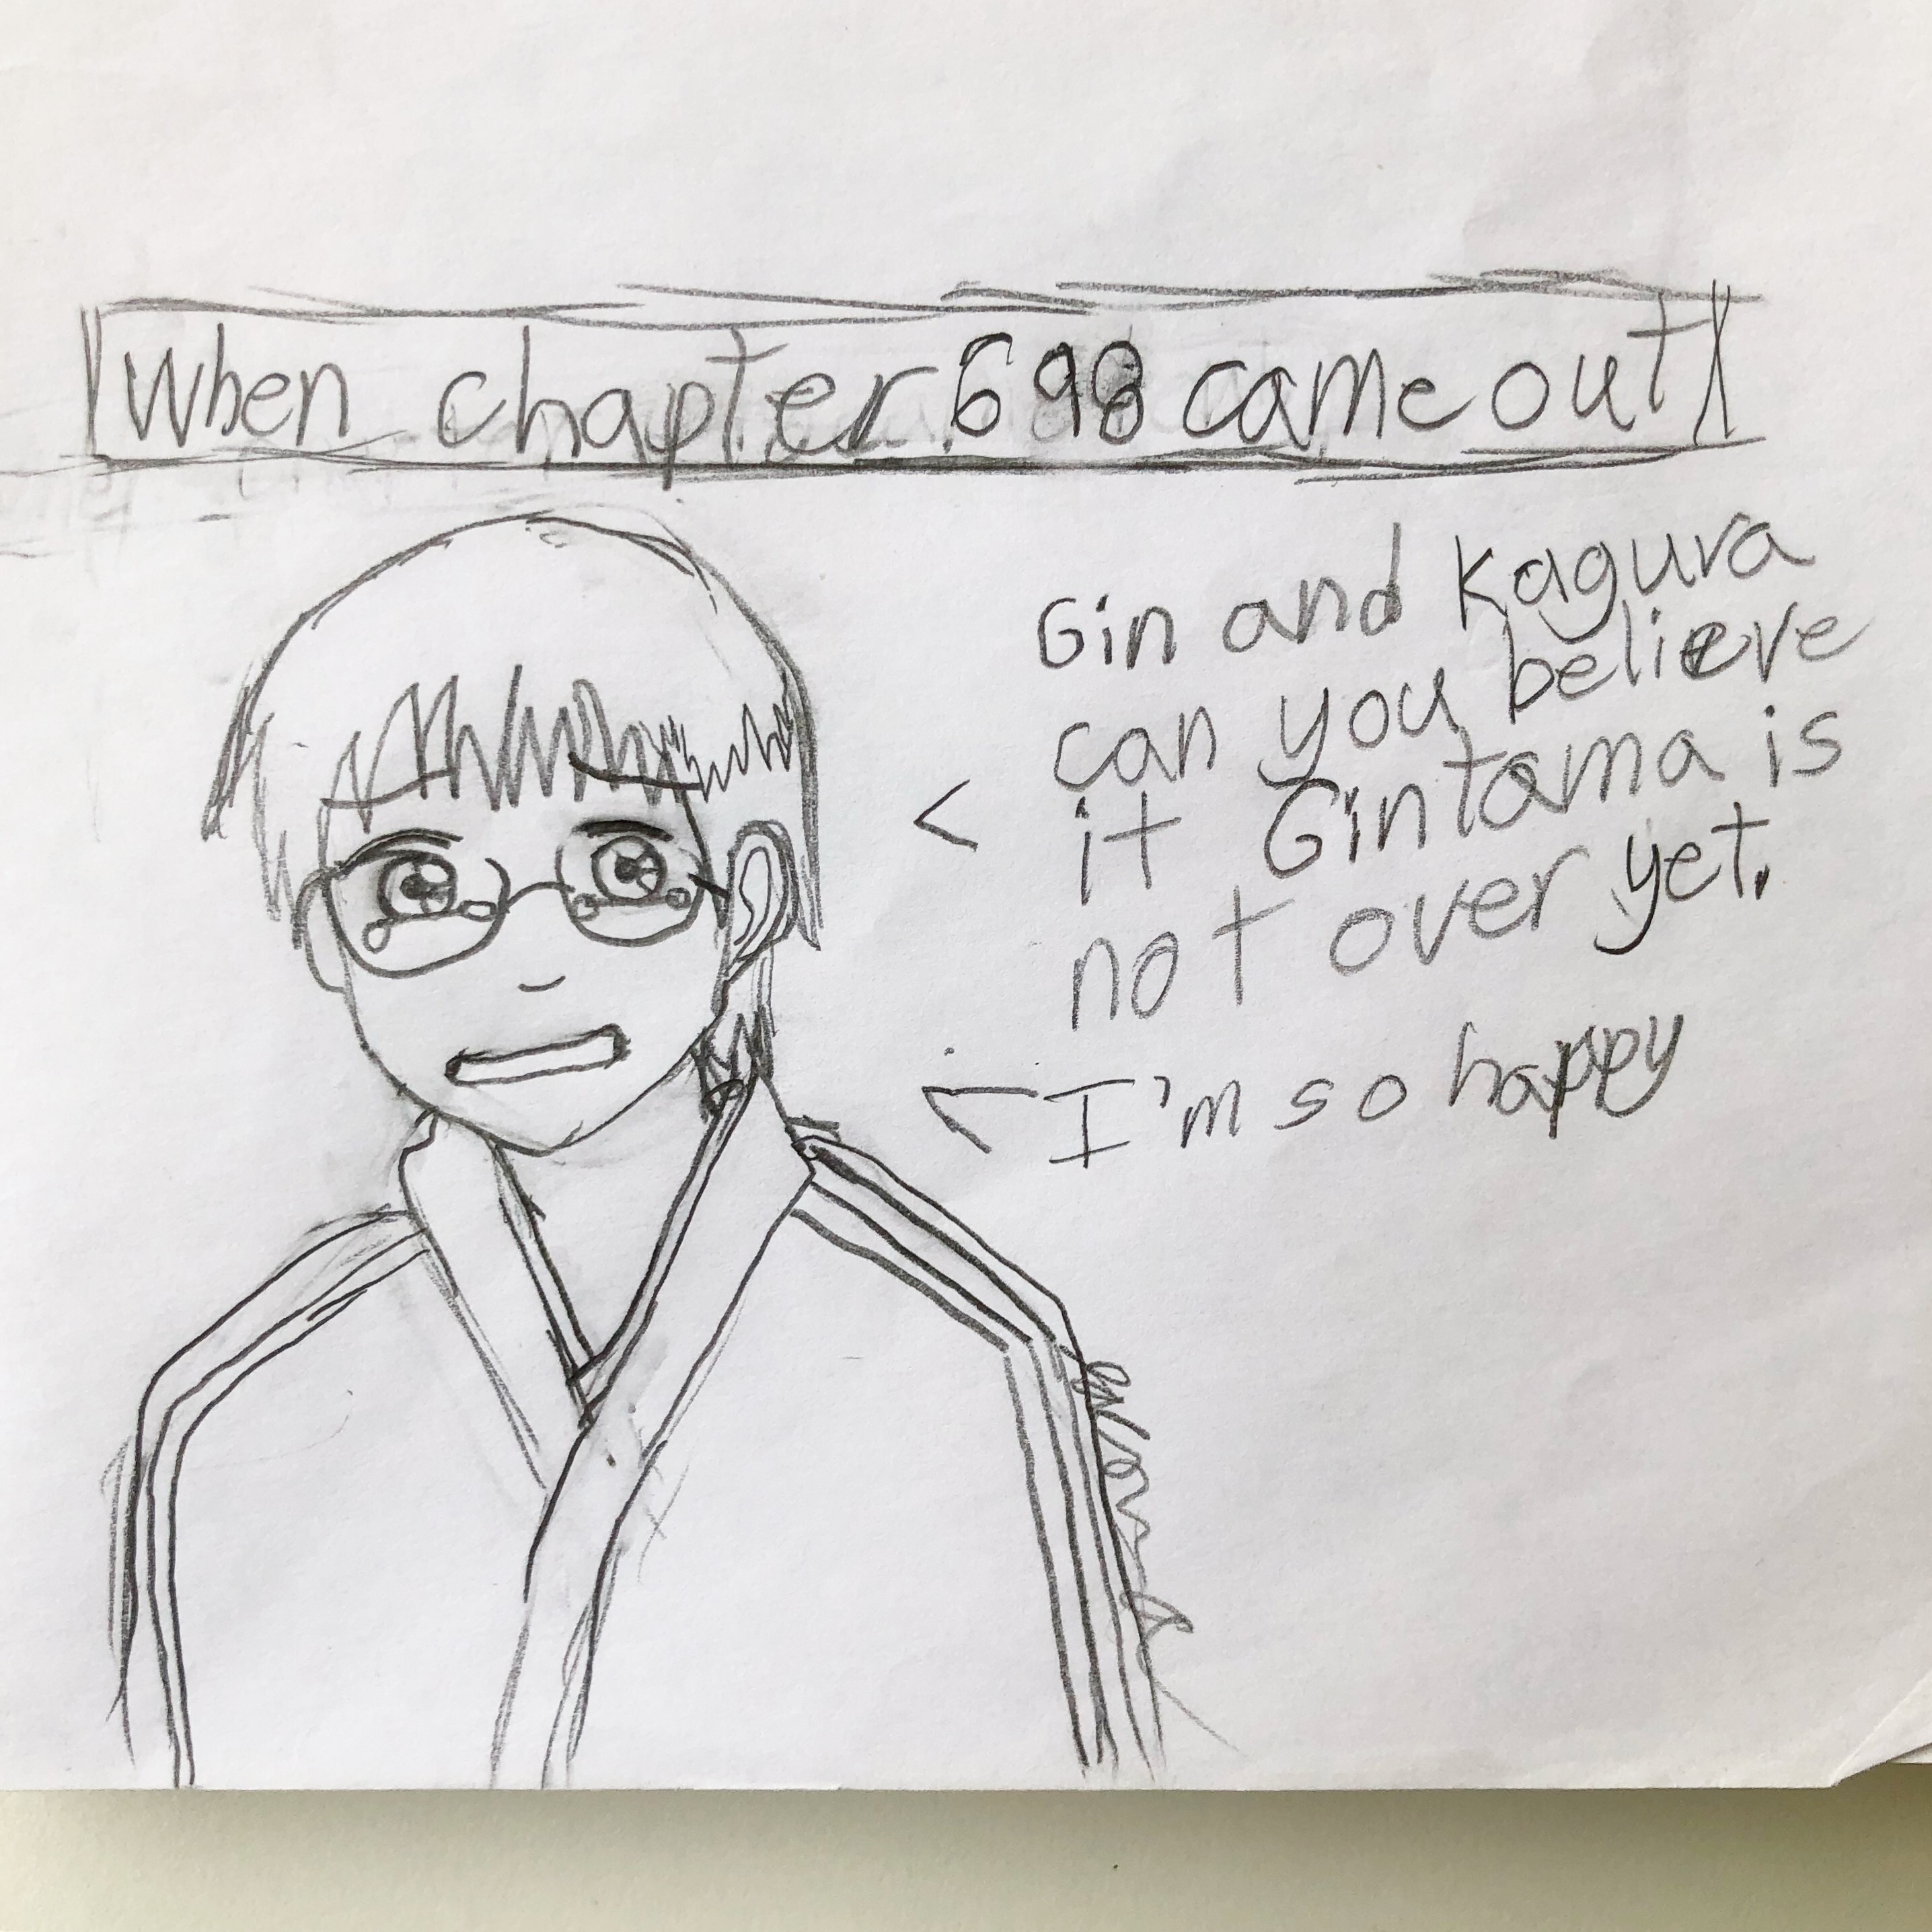 When chapter 698 came out
Gin and Kagura
can you believe
it Gintama is
not over yet.
I'm so happy